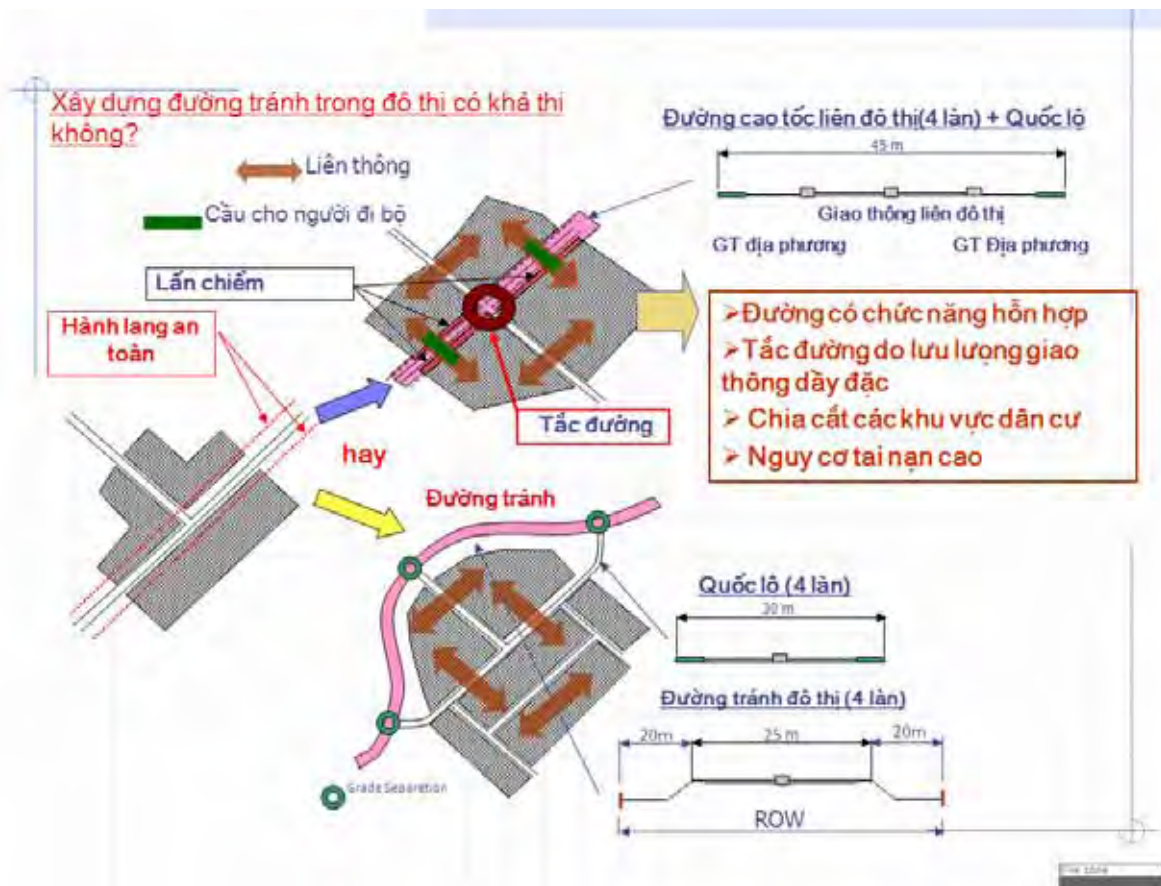 Xây dựng đường tránh trong đô thị có khả thi
không?
Liên thông
Cầu cho người đi bộ
Lấn chiếm
Hành lang an
toàn
hay
Tắc đường
Đường tránh
Grade Separetion
Đường cao tốc liên đô thị(4 làn) + Quốc lộ
45 m
Giao thông liên đô thị
GT địa phương
GT Địa phương
➢Đường có chức năng hỗn hợp
➢Tắc đường do lưu lượng giao
thông dầy đặc
➢ Chia cắt các khu vực dân cư
➢ Nguy cơ tai nạn cao
Quốc lô (4 làn)
30 m
Đường tránh đô thị (4 làn)
20m
25 m
20m
ROW